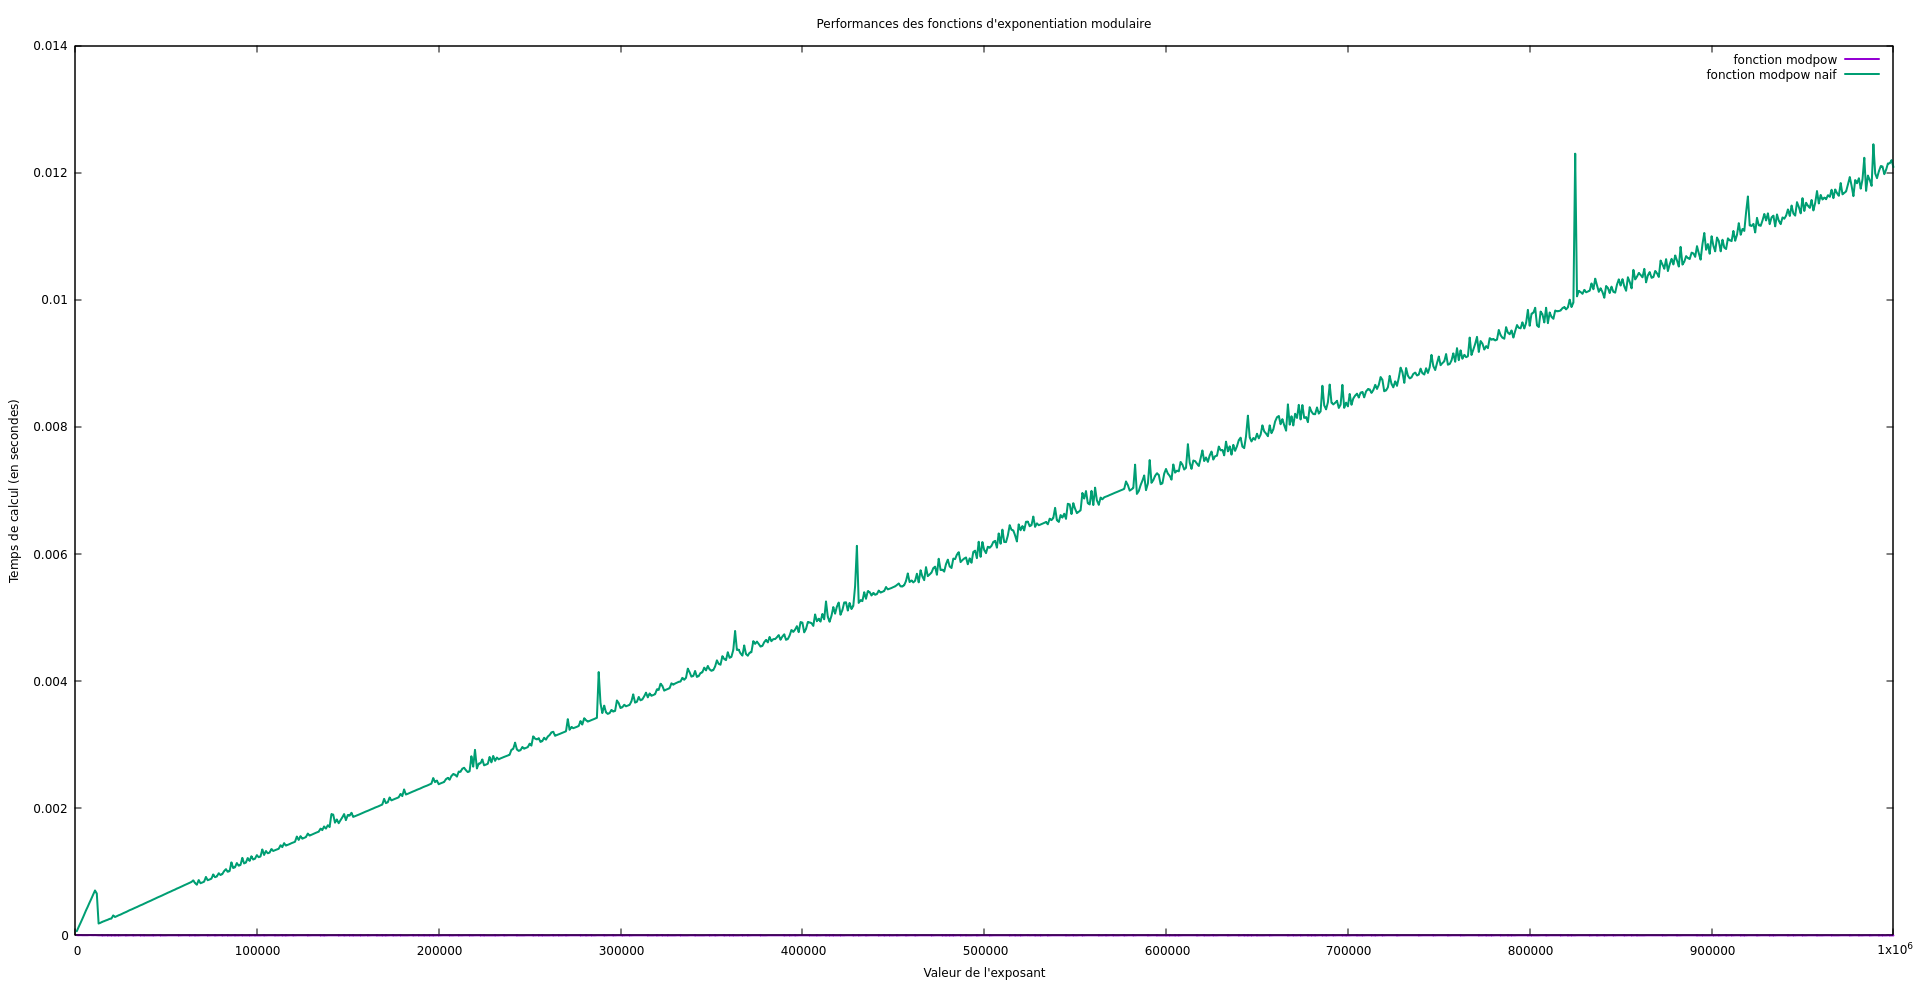 Performances des fonctions d'exponentiation modulaire
fonction modpow
fonction modpow naif
0.014
0.012
0.01
0.008
0.006
0.004
0.002
0
Temps de calcul (en secondes)
0 100000 200000 300000 400000 500000 600000 700000 800000 900000 1x10⁶
Valeur de l'exposant